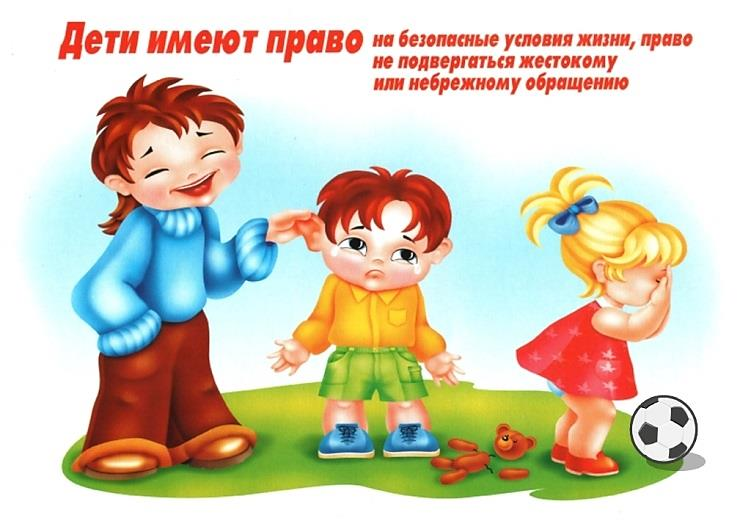 Дети имеют право на безопасные условия жизни, право
не подвергаться жестокому
или небрежному обращению